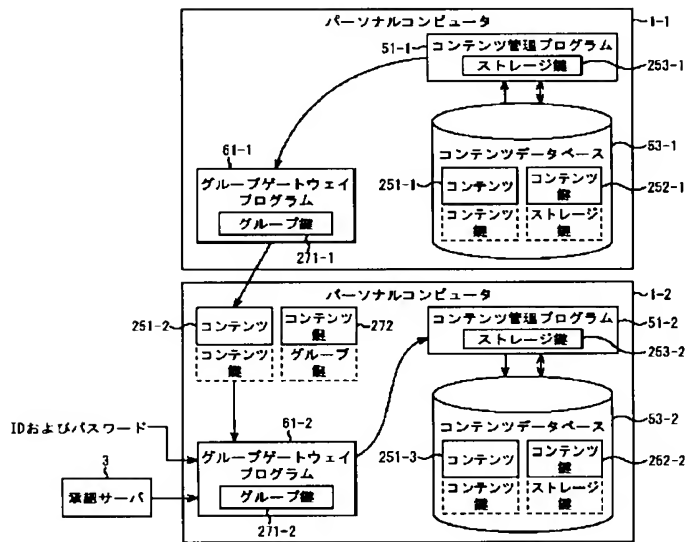 パーソナルコンピュータ
1-1
51-1
コンテンツ管理プログラム
ストレージ鍵
253-1
61-1
グループゲートウェイ
プログラム
グループ鍵
271-1
53-1
コンテンツデータベース
251-1
コンテンツ
コンテンツ鍵
コンテンツ
鍵
252-1
ストレージ
鍵
パーソナルコンピュータ
1-2
251-2
コンテンツ
コンテンツ
鍵
コンテンツ
鍵
272
グループ
鍵
コンテンツ管理プログラム
51-2
ストレージ鍵
253-2
IDおよびパスワード
3
承認サーバ
61-2
グループゲートウェイ
プログラム
グループ鍵
271-2
53-2
コンテンツデータベース
251-3
コンテンツ
コンテンツ
鍵
コンテンツ
鍵
252-2
ストレージ
鍵